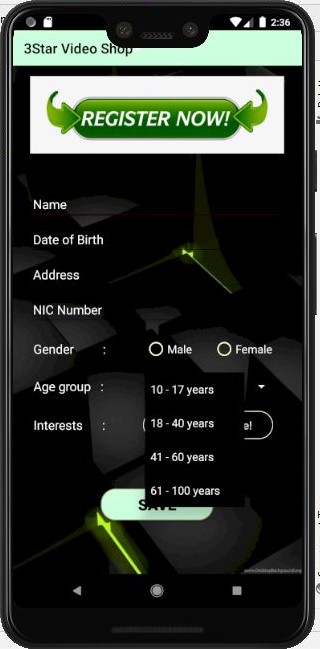 2:36
3Star Video Shop
REGISTER NOW!
Name
Date of Birth
Address
NIC Number
Gender : Male Female
Age group :
10 - 17 years
18 - 40 years
Interests : e!
41 - 60 years
61 - 100 years
SAVE